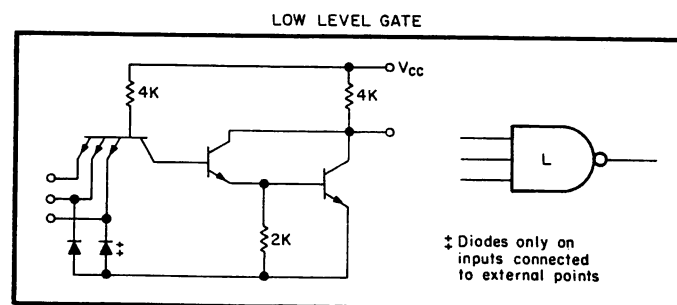 LOW LEVEL GATE
VCC
4K
4K
L
2K
‡ Diodes only on
inputs connected
to external points
‡